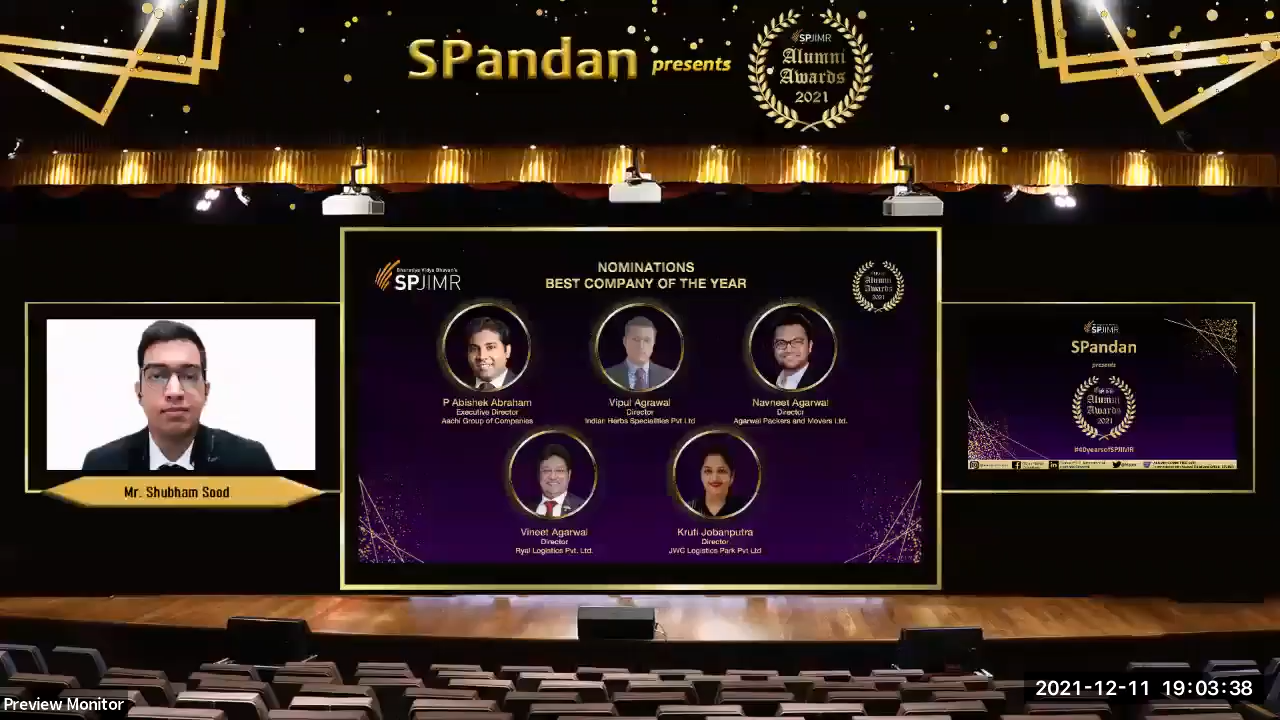 SPandan presents
SPJIMR
Alumni
Awards
2021
Bharatiya Vidya Bhavan's
SPJIMR
NOMINATIONS
BEST COMPANY OF THE YEAR
Alumni
Awards
2021
P Abishek Abraham
Executive Director
Aachi Group of Companies
Vipul Agrawal
Director
Indian Herbs Specialities Pvt Ltd
Navneet Agarwal
Director
Agarwal Packers and Movers Ltd.
Vineet Agarwal
Director
Ryal Logistics Pvt. Ltd.
Krufi Jobanputra
Director
JWC Logistics Park Pvt Ltd
Mr. Shubham Sood
SPJIMR
SPandan
presents
Alumni
Awards
2021
#40yearsofSPJIMR
Preview Monitor
2021-12-11 19:03:38